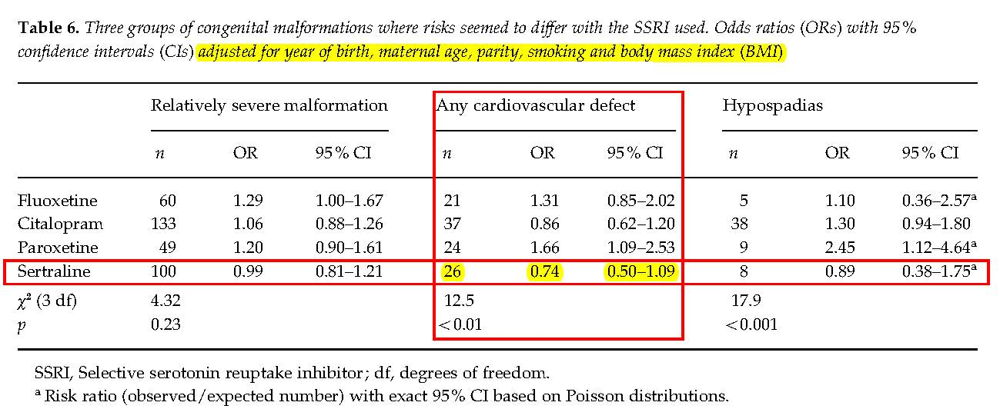 Table 6. Three groups of congenital malformations where risks seemed to differ with the SSRI used. Odds ratios (ORs) with 95%
confidence intervals (CIs) adjusted for year of birth, maternal age, parity, smoking and body mass index (BMI)
Relatively severe malformation Any cardiovascular defect Hypospadias
n OR 95% CI n OR 95% CI n OR 95% CI
Fluoxetine 60 1.29 1.00–1.67 21 1.31 0.85–2.02 5 1.10 0.36–2.57ᵃ
Citalopram 133 1.06 0.88–1.26 37 0.86 0.62–1.20 38 1.30 0.94–1.80
Paroxetine 49 1.20 0.90–1.61 24 1.66 1.09–2.53 9 2.45 1.12–4.64ᵃ
Sertraline 100 0.99 0.81–1.21 26 0.74 0.50–1.09 8 0.89 0.38–1.75ᵃ
χ² (3 df) 4.32 12.5 17.9
p 0.23 <0.01 <0.001
SSRI, Selective serotonin reuptake inhibitor; df, degrees of freedom.
ᵃ Risk ratio (observed/expected number) with exact 95% CI based on Poisson distributions.